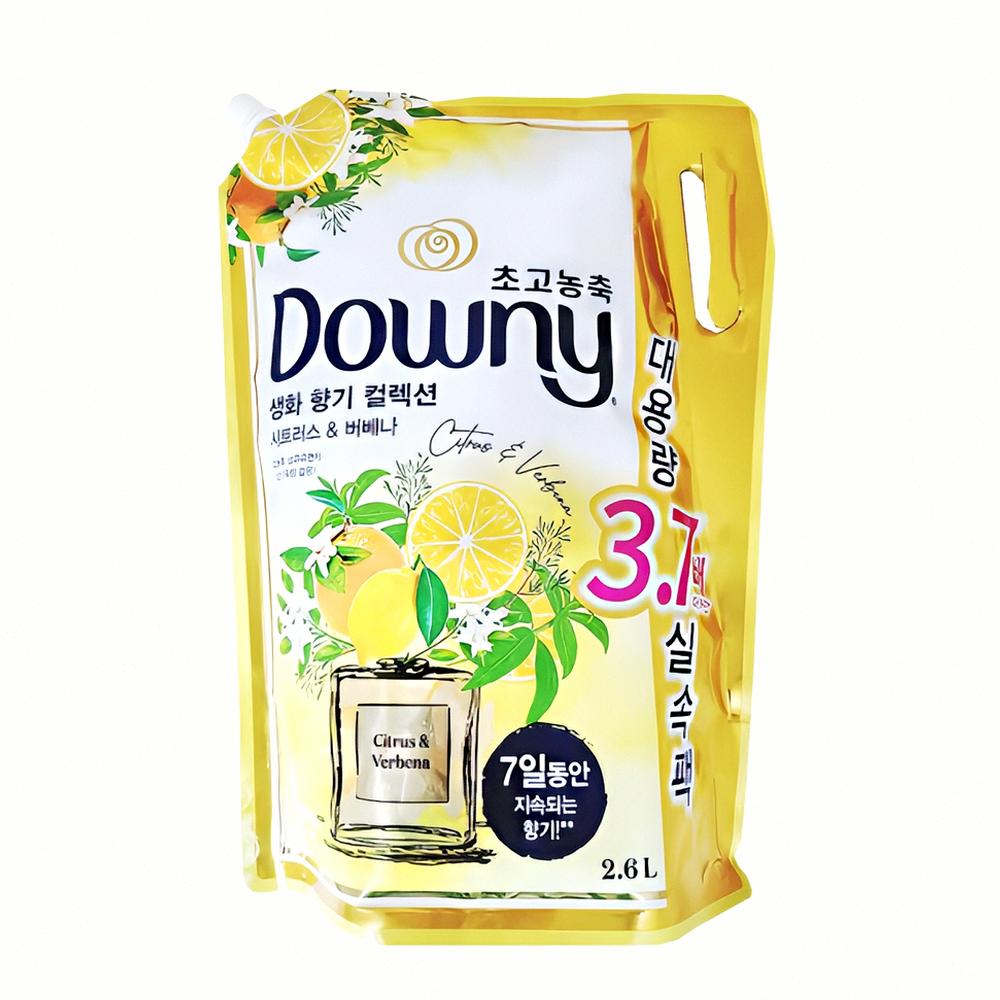 초고농축
Downy
생화 향기 컬렉션
시트러스 & 버베나
Citrus & Verbena
대용량
3.7배
실속팩
Citrus &
Verbena
7일동안
지속되는
향기!**
2.6 L